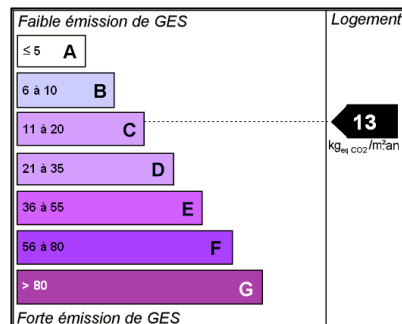 Faible émission de GES
Logement
≤ 5 A
6 à 10 B
11 à 20 C
13
kgeq CO2 /m²an
21 à 35 D
36 à 55 E
56 à 80 F
> 80 G
Forte émission de GES